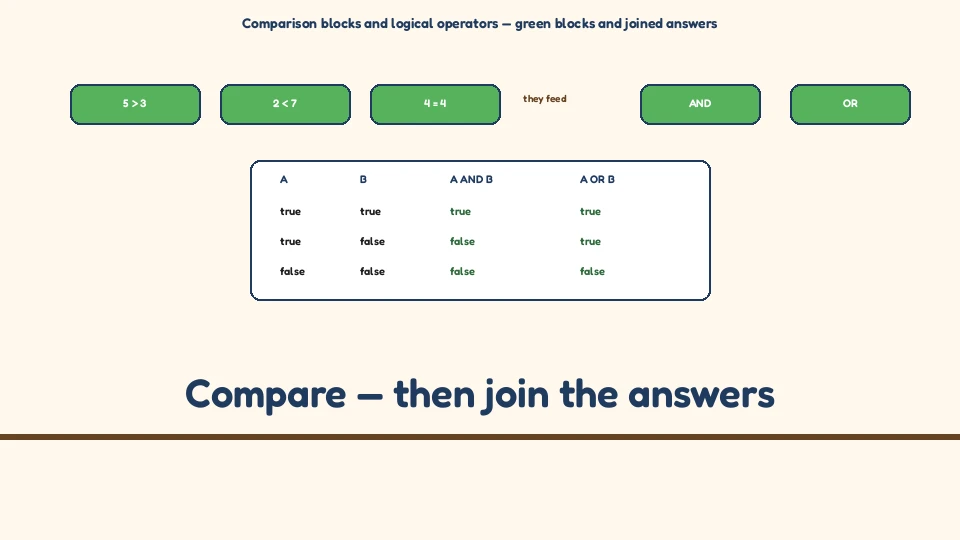 Comparison blocks and logical operators — green blocks and joined answers
5 > 3 2 < 7 4 = 4 they feed AND OR
A B A AND B A OR B
true true true true
true false false true
false false false false
Compare — then join the answers